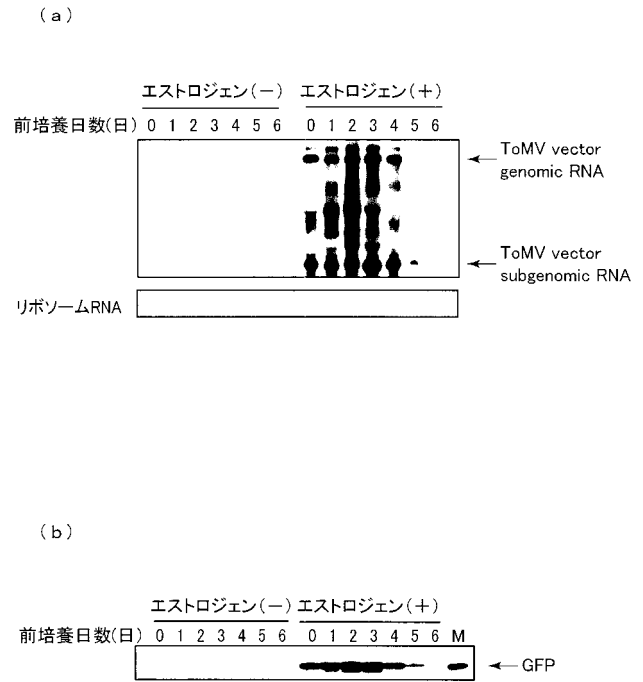 (a)
エストロジェン(－) エストロジェン(＋)
前培養日数(日) 0 1 2 3 4 5 6 0 1 2 3 4 5 6
ToMV vector
genomic RNA
ToMV vector
subgenomic RNA
リボソームRNA
(b)
エストロジェン(－) エストロジェン(＋)
前培養日数(日) 0 1 2 3 4 5 6 0 1 2 3 4 5 6 M
GFP